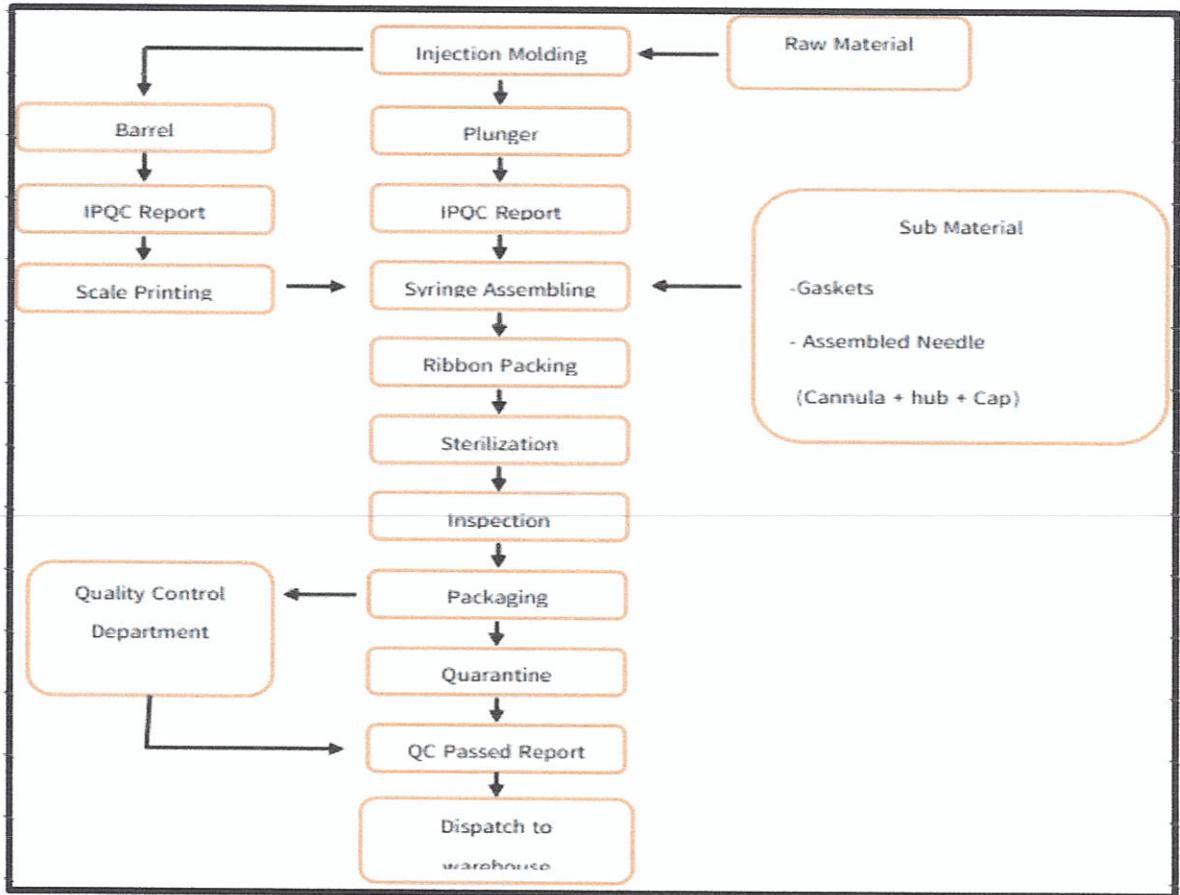 Injection Molding
Raw Material
Barrel
Plunger
IPQC Report
IPQC Report
Sub Material
-Gaskets
- Assembled Needle
(Cannula + hub + Cap)
Scale Printing
Syringe Assembling
Ribbon Packing
Sterilization
Inspection
Packaging
Quality Control
Department
Quarantine
QC Passed Report
Dispatch to
warehouse